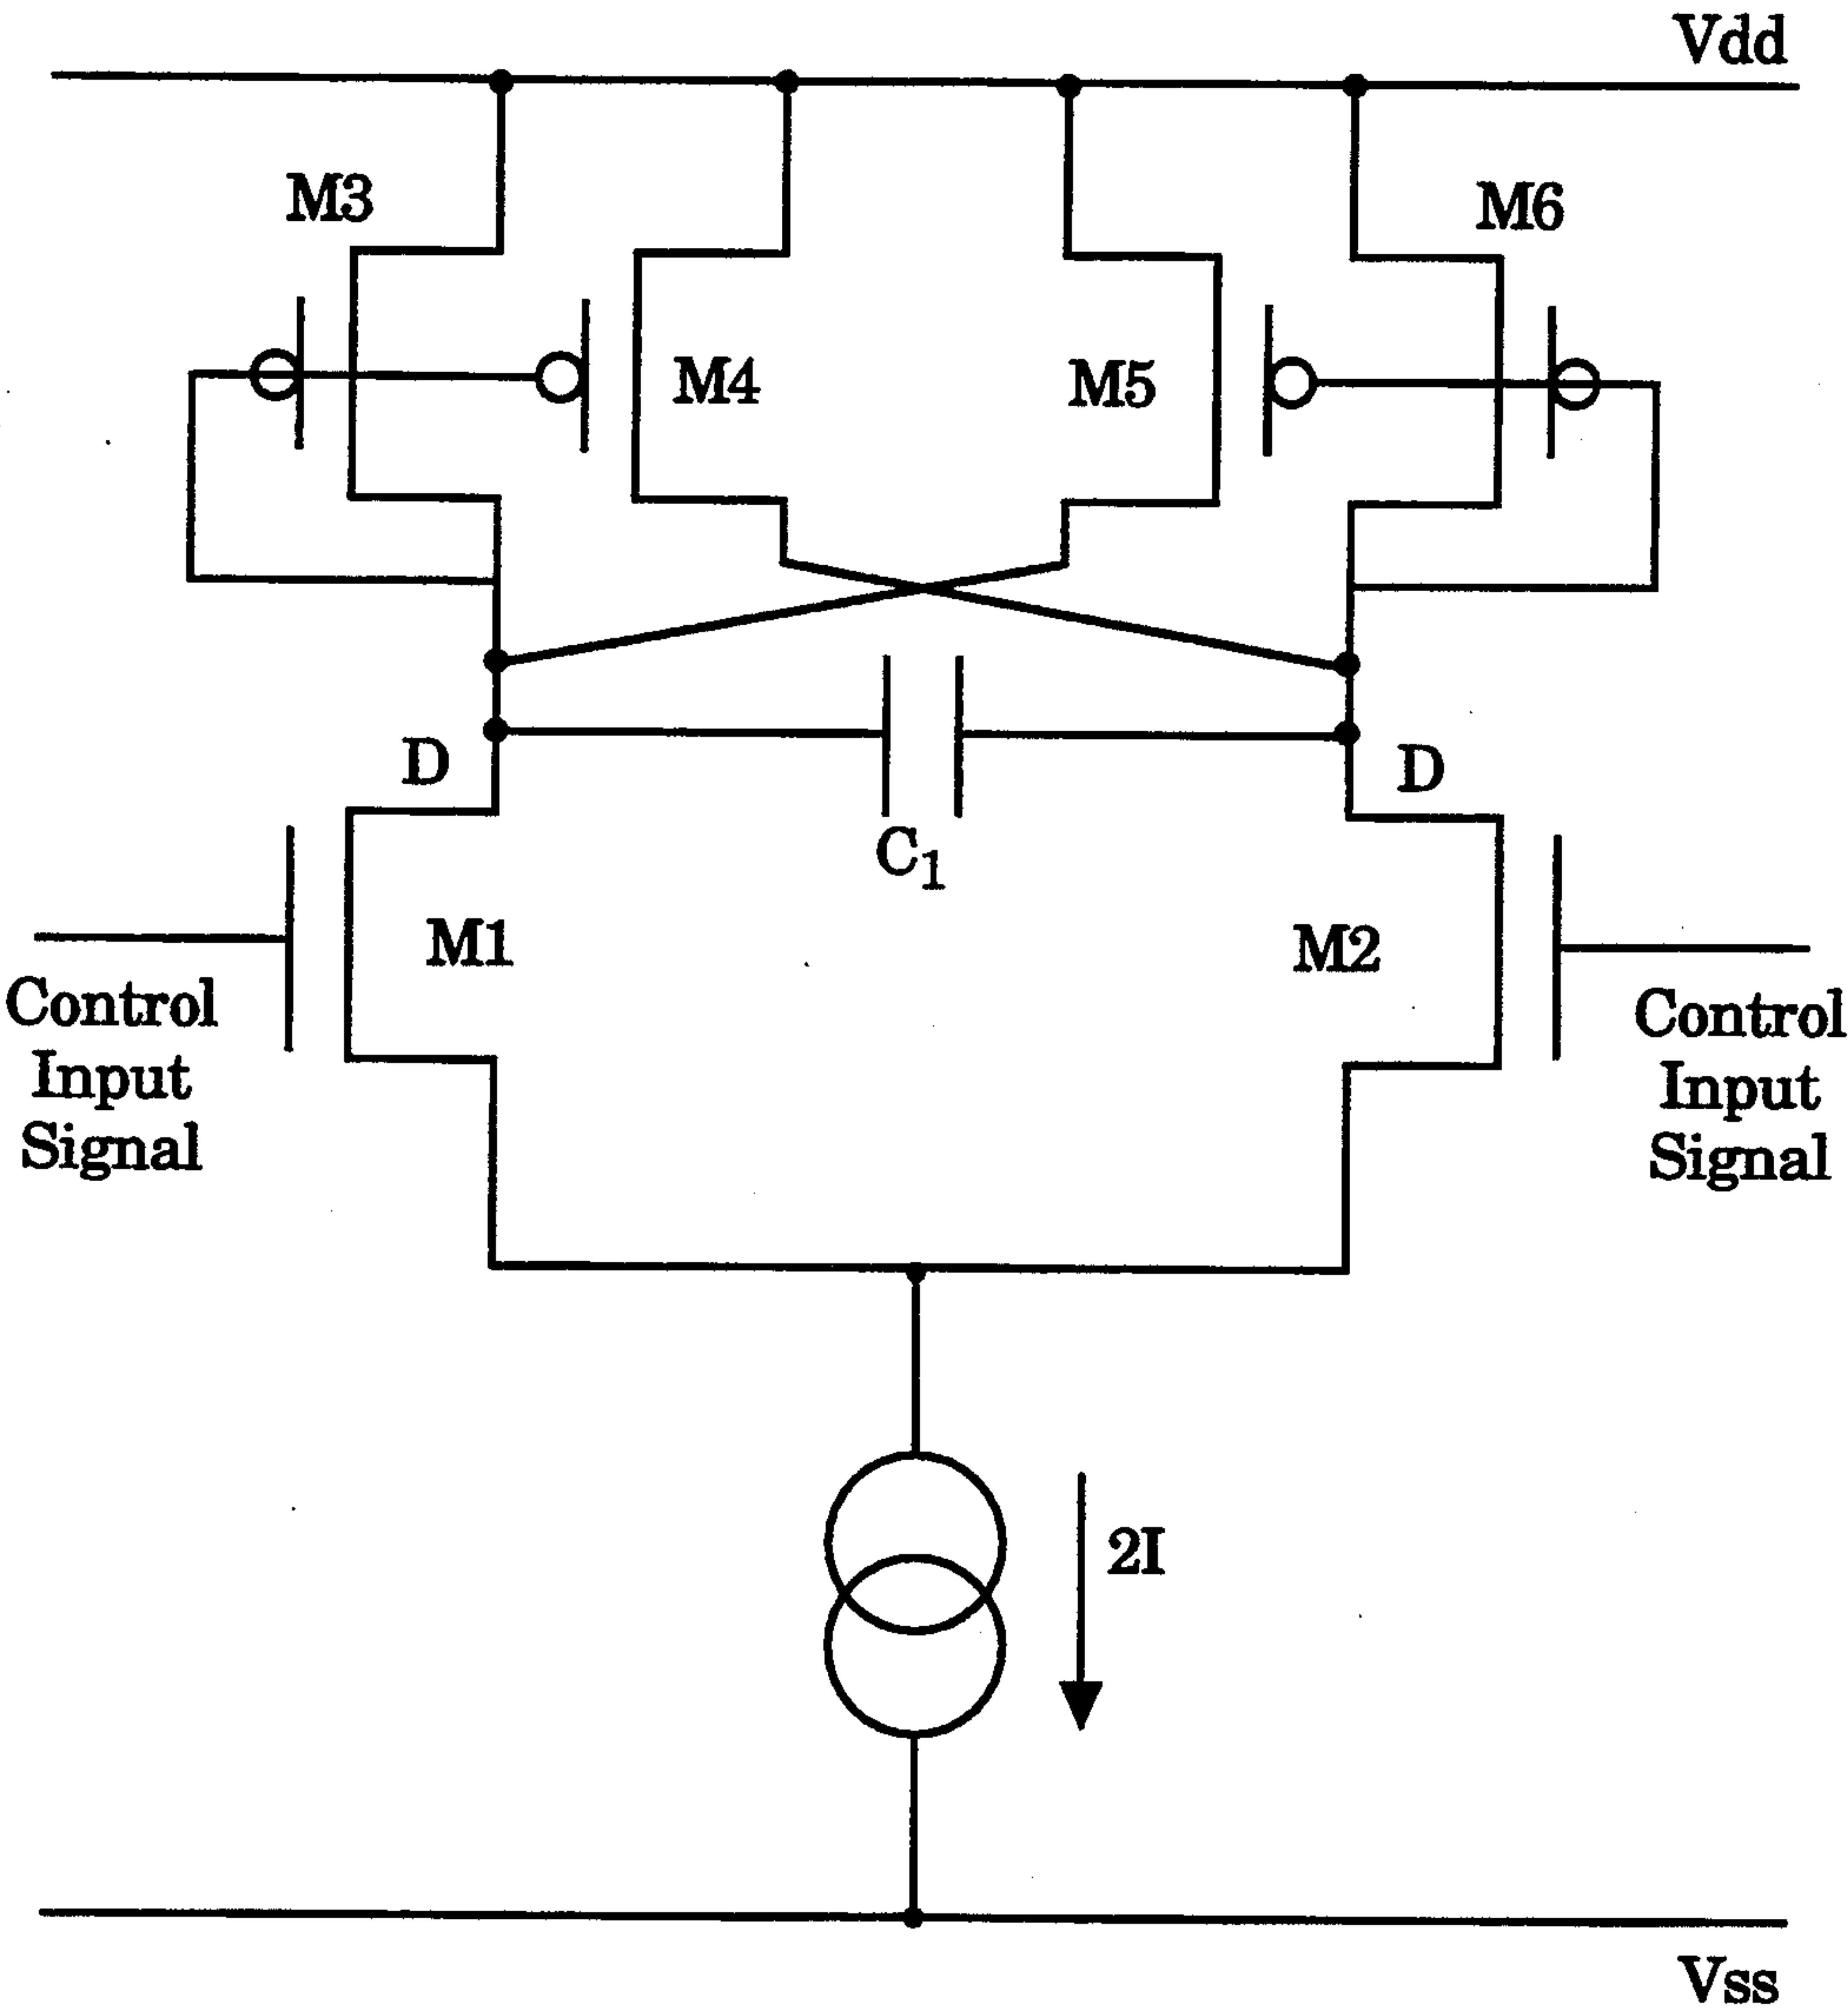 Vdd
M3
M6
M4
M5
D
D
C₁
M1
M2
Control
Input
Signal
Control
Input
Signal
2I
Vss